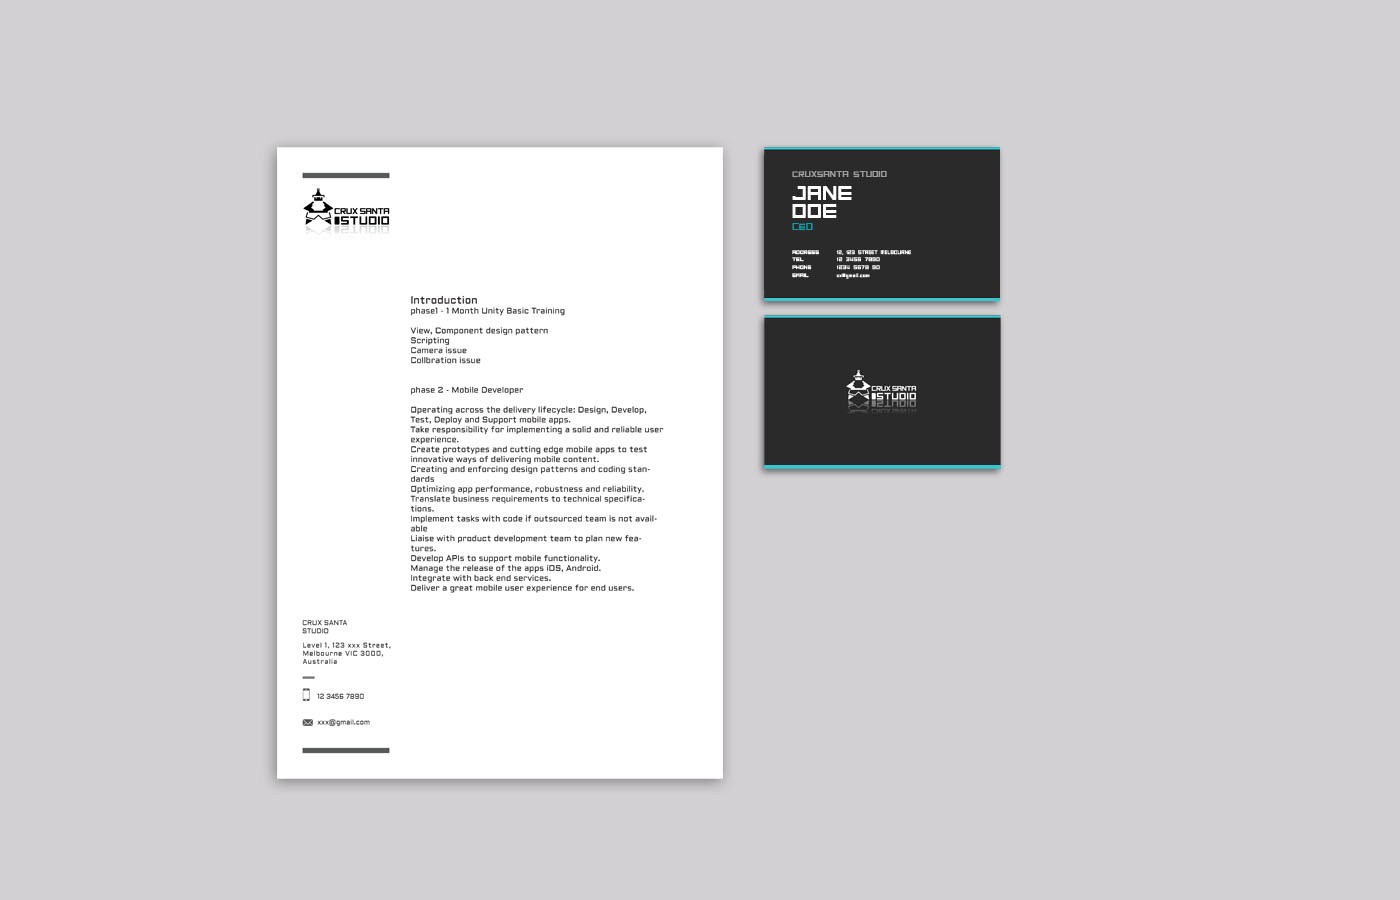 CRUX SANTA
STUDIO
Introduction
phase1 - 1 Month Unity Basic Training
View, Component design pattern
Scripting
Camera issue
Collbration issue
phase 2 - Mobile Developer
Operating across the delivery lifecycle: Design, Develop,
Test, Deploy and Support mobile apps.
Take responsibility for implementing a solid and reliable user
experience.
Create prototypes and cutting edge mobile apps to test
innovative ways of delivering mobile content.
Creating and enforcing design patterns and coding stan-
dards
Optimizing app performance, robustness and reliability.
Translate business requirements to technical specifica-
tions.
Implement tasks with code if outsourced team is not avail-
able
Liaise with product development team to plan new fea-
tures.
Develop APIs to support mobile functionality.
Manage the release of the apps iOS, Android.
Integrate with back end services.
Deliver a great mobile user experience for end users.
CRUX SANTA
STUDIO
Level 1, 123 xxx Street,
Melbourne VIC 3000,
Australia
12 3456 7890
xxx@gmail.com
CRUXSANTA STUDIO
JANE
DOE
CEO
ADDRESS 12, 123 STREET MELBOURNE
TEL 12 3456 7890
PHONE 1234 5678 90
EMAIL xx@gmail.com
CRUX SANTA
STUDIO